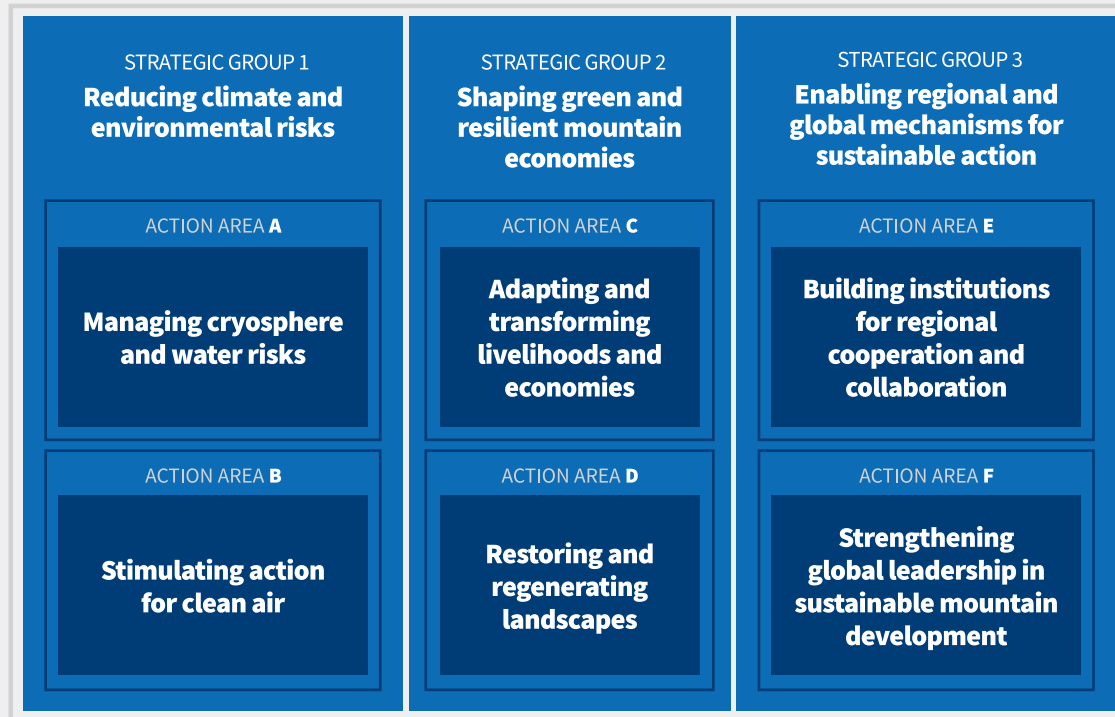 STRATEGIC GROUP 1
Reducing climate and
environmental risks
ACTION AREA A
Managing cryosphere
and water risks
ACTION AREA B
Stimulating action
for clean air
STRATEGIC GROUP 2
Shaping green and
resilient mountain
economies
ACTION AREA C
Adapting and
transforming
livelihoods and
economies
ACTION AREA D
Restoring and
regenerating
landscapes
STRATEGIC GROUP 3
Enabling regional and
global mechanisms for
sustainable action
ACTION AREA E
Building institutions
for regional
cooperation and
collaboration
ACTION AREA F
Strengthening
global leadership in
sustainable mountain
development